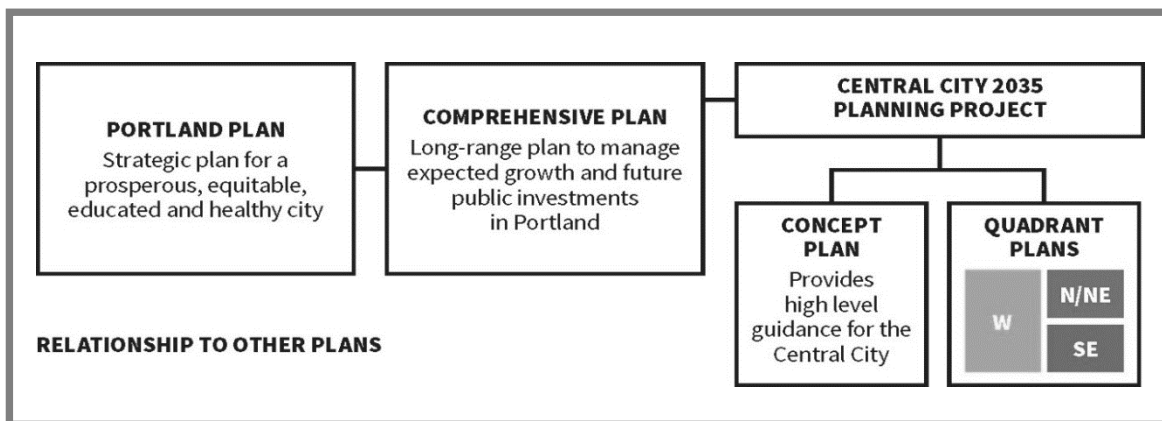 PORTLAND PLAN
Strategic plan for a
prosperous, equitable,
educated and healthy city
COMPREHENSIVE PLAN
Long-range plan to manage
expected growth and future
public investments
in Portland
CENTRAL CITY 2035
PLANNING PROJECT
CONCEPT
PLAN
Provides
high level
guidance for the
Central City
QUADRANT
PLANS
W
N/NE
SE
RELATIONSHIP TO OTHER PLANS